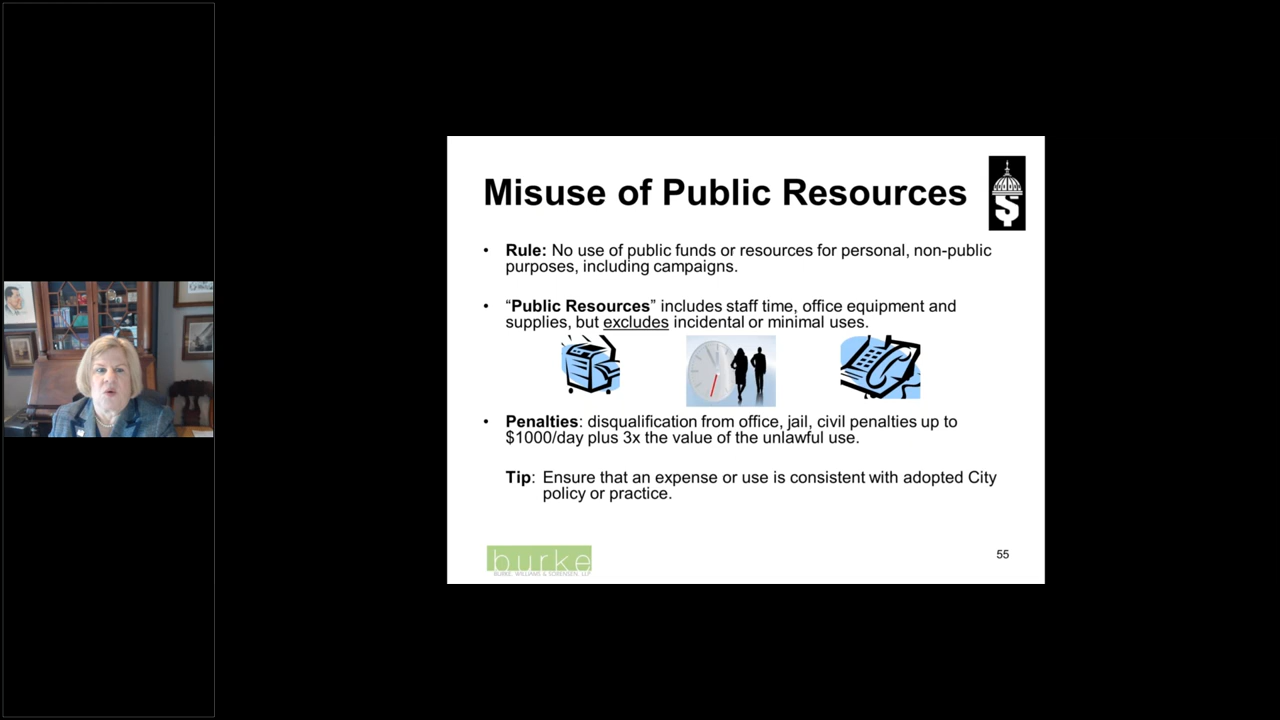 Misuse of Public Resources
• Rule: No use of public funds or resources for personal, non-public
purposes, including campaigns.
• “Public Resources” includes staff time, office equipment and
supplies, but excludes incidental or minimal uses.
• Penalties: disqualification from office, jail, civil penalties up to
$1000/day plus 3x the value of the unlawful use.
Tip: Ensure that an expense or use is consistent with adopted City
policy or practice.
burke
BURKE, WILLIAMS & SORENSEN, LLP
55